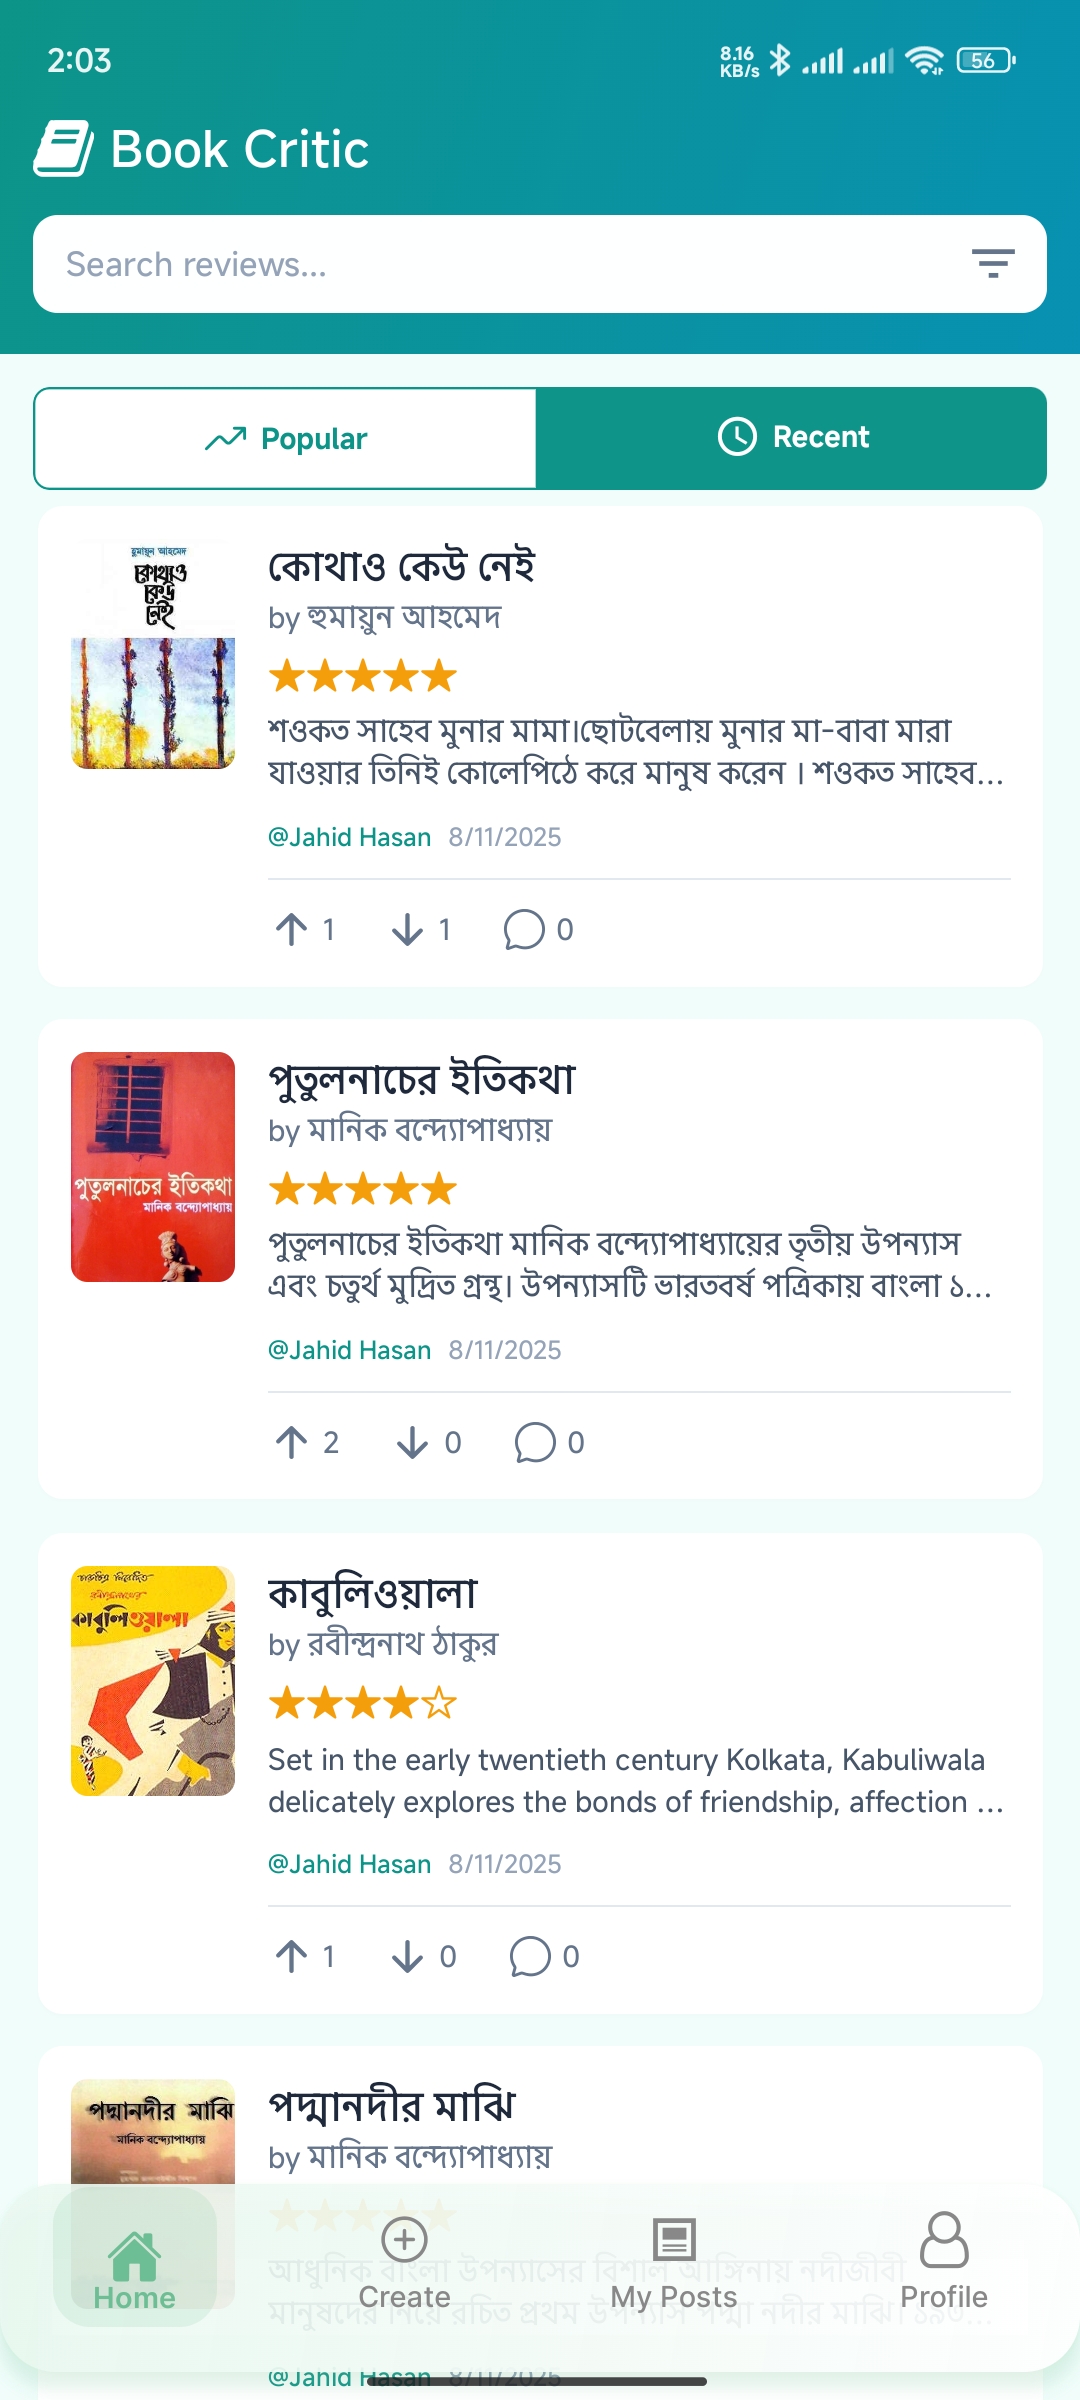 2:03
8.16
KB/s
56
Book Critic
Search reviews...
Popular
Recent
হুমায়ূন আহমেদ
কোথাও
কেউ
নেই
কোথাও কেউ নেই
by হুমায়ুন আহমেদ
শওকত সাহেব মুনার মামা।ছোটবেলায় মুনার মা-বাবা মারা
যাওয়ার তিনিই কোলেপিঠে করে মানুষ করেন । শওকত সাহেব...
@Jahid Hasan 8/11/2025
1 1 0
পুতুলনাচের ইতিকথা
মানিক বন্দ্যোপাধ্যায়
পুতুলনাচের ইতিকথা
by মানিক বন্দ্যোপাধ্যায়
পুতুলনাচের ইতিকথা মানিক বন্দ্যোপাধ্যায়ের তৃতীয় উপন্যাস
এবং চতুর্থ মুদ্রিত গ্রন্থ। উপন্যাসটি ভারতবর্ষ পত্রিকায় বাংলা ১...
@Jahid Hasan 8/11/2025
2 0 0
কাবুলিওয়ালা
কাবুলিওয়ালা
by রবীন্দ্রনাথ ঠাকুর
Set in the early twentieth century Kolkata, Kabuliwala
delicately explores the bonds of friendship, affection ...
@Jahid Hasan 8/11/2025
1 0 0
পদ্মানদীর মাঝি
মানিক বন্দ্যোপাধ্যায়
পদ্মানদীর মাঝি
by মানিক বন্দ্যোপাধ্যায়
আধুনিক বাংলা উপন্যাসের বিশাল আঙ্গিনায় নদীজীবী
মানুষদের নিয়ে রচিত প্রথম উপন্যাস পদ্মা নদীর মাঝি। ১৯৩...
Home
Create
My Posts
Profile
@Jahid Hasan 8/11/2025